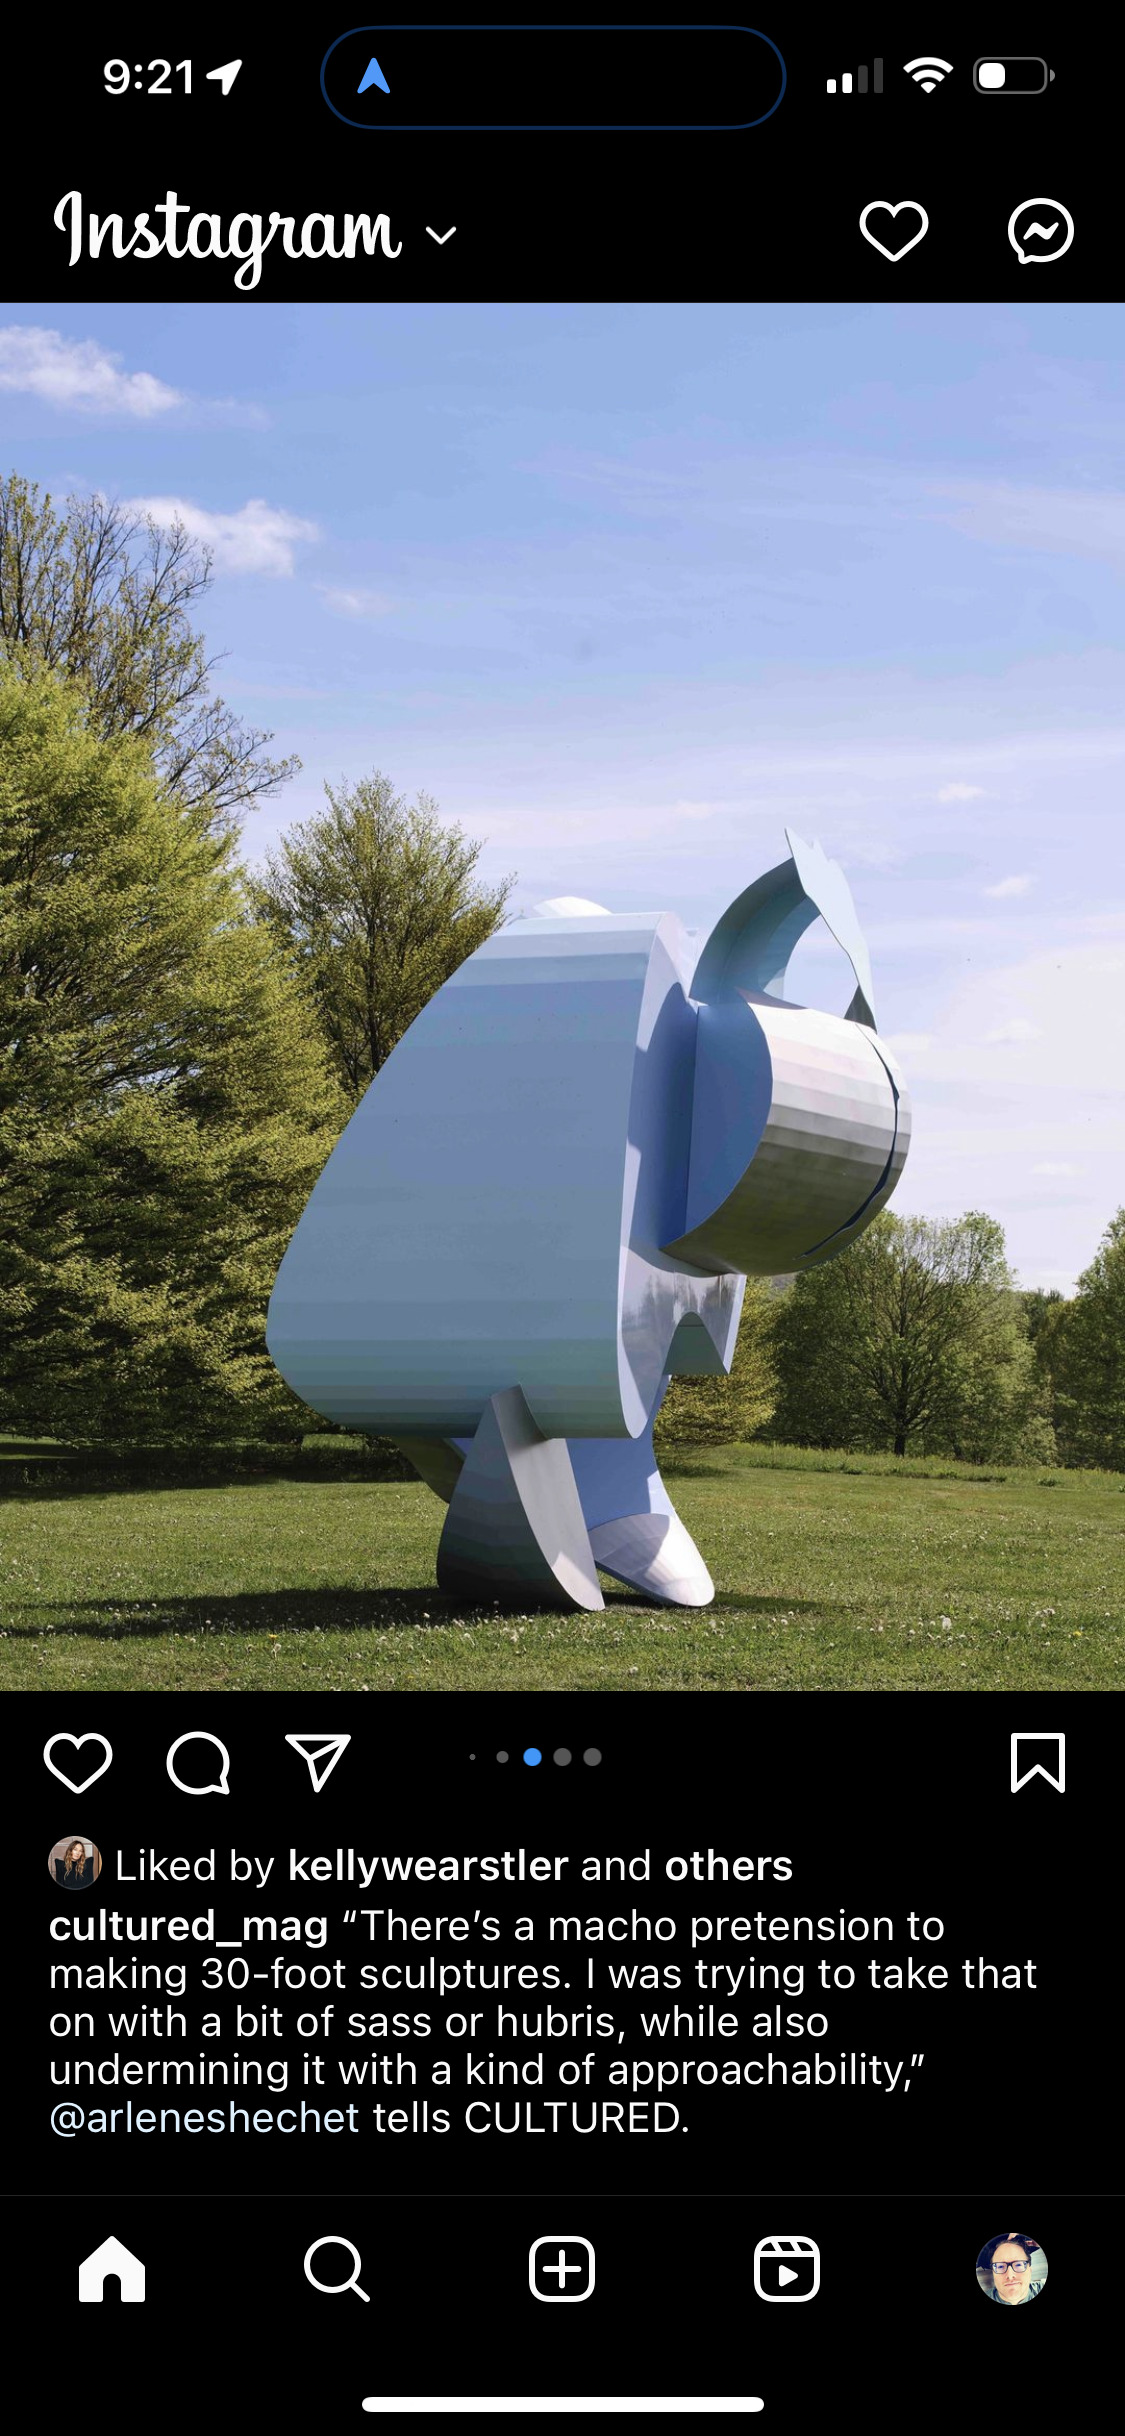 9:21
Instagram
Liked by kellywearstler and others
cultured_mag “There’s a macho pretension to
making 30-foot sculptures. I was trying to take that
on with a bit of sass or hubris, while also
undermining it with a kind of approachability,”
@arleneshechet tells CULTURED.